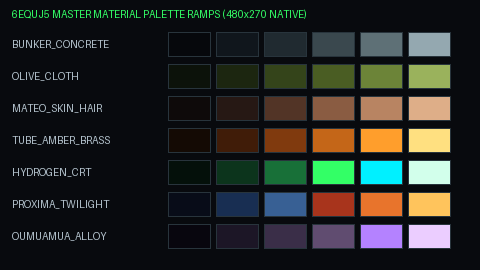 6EQUJ5 MASTER MATERIAL PALETTE RAMPS (480x270 NATIVE)
BUNKER_CONCRETE
OLIVE_CLOTH
MATEO_SKIN_HAIR
TUBE_AMBER_BRASS
HYDROGEN_CRT
PROXIMA_TWILIGHT
OUMUAMUA_ALLOY